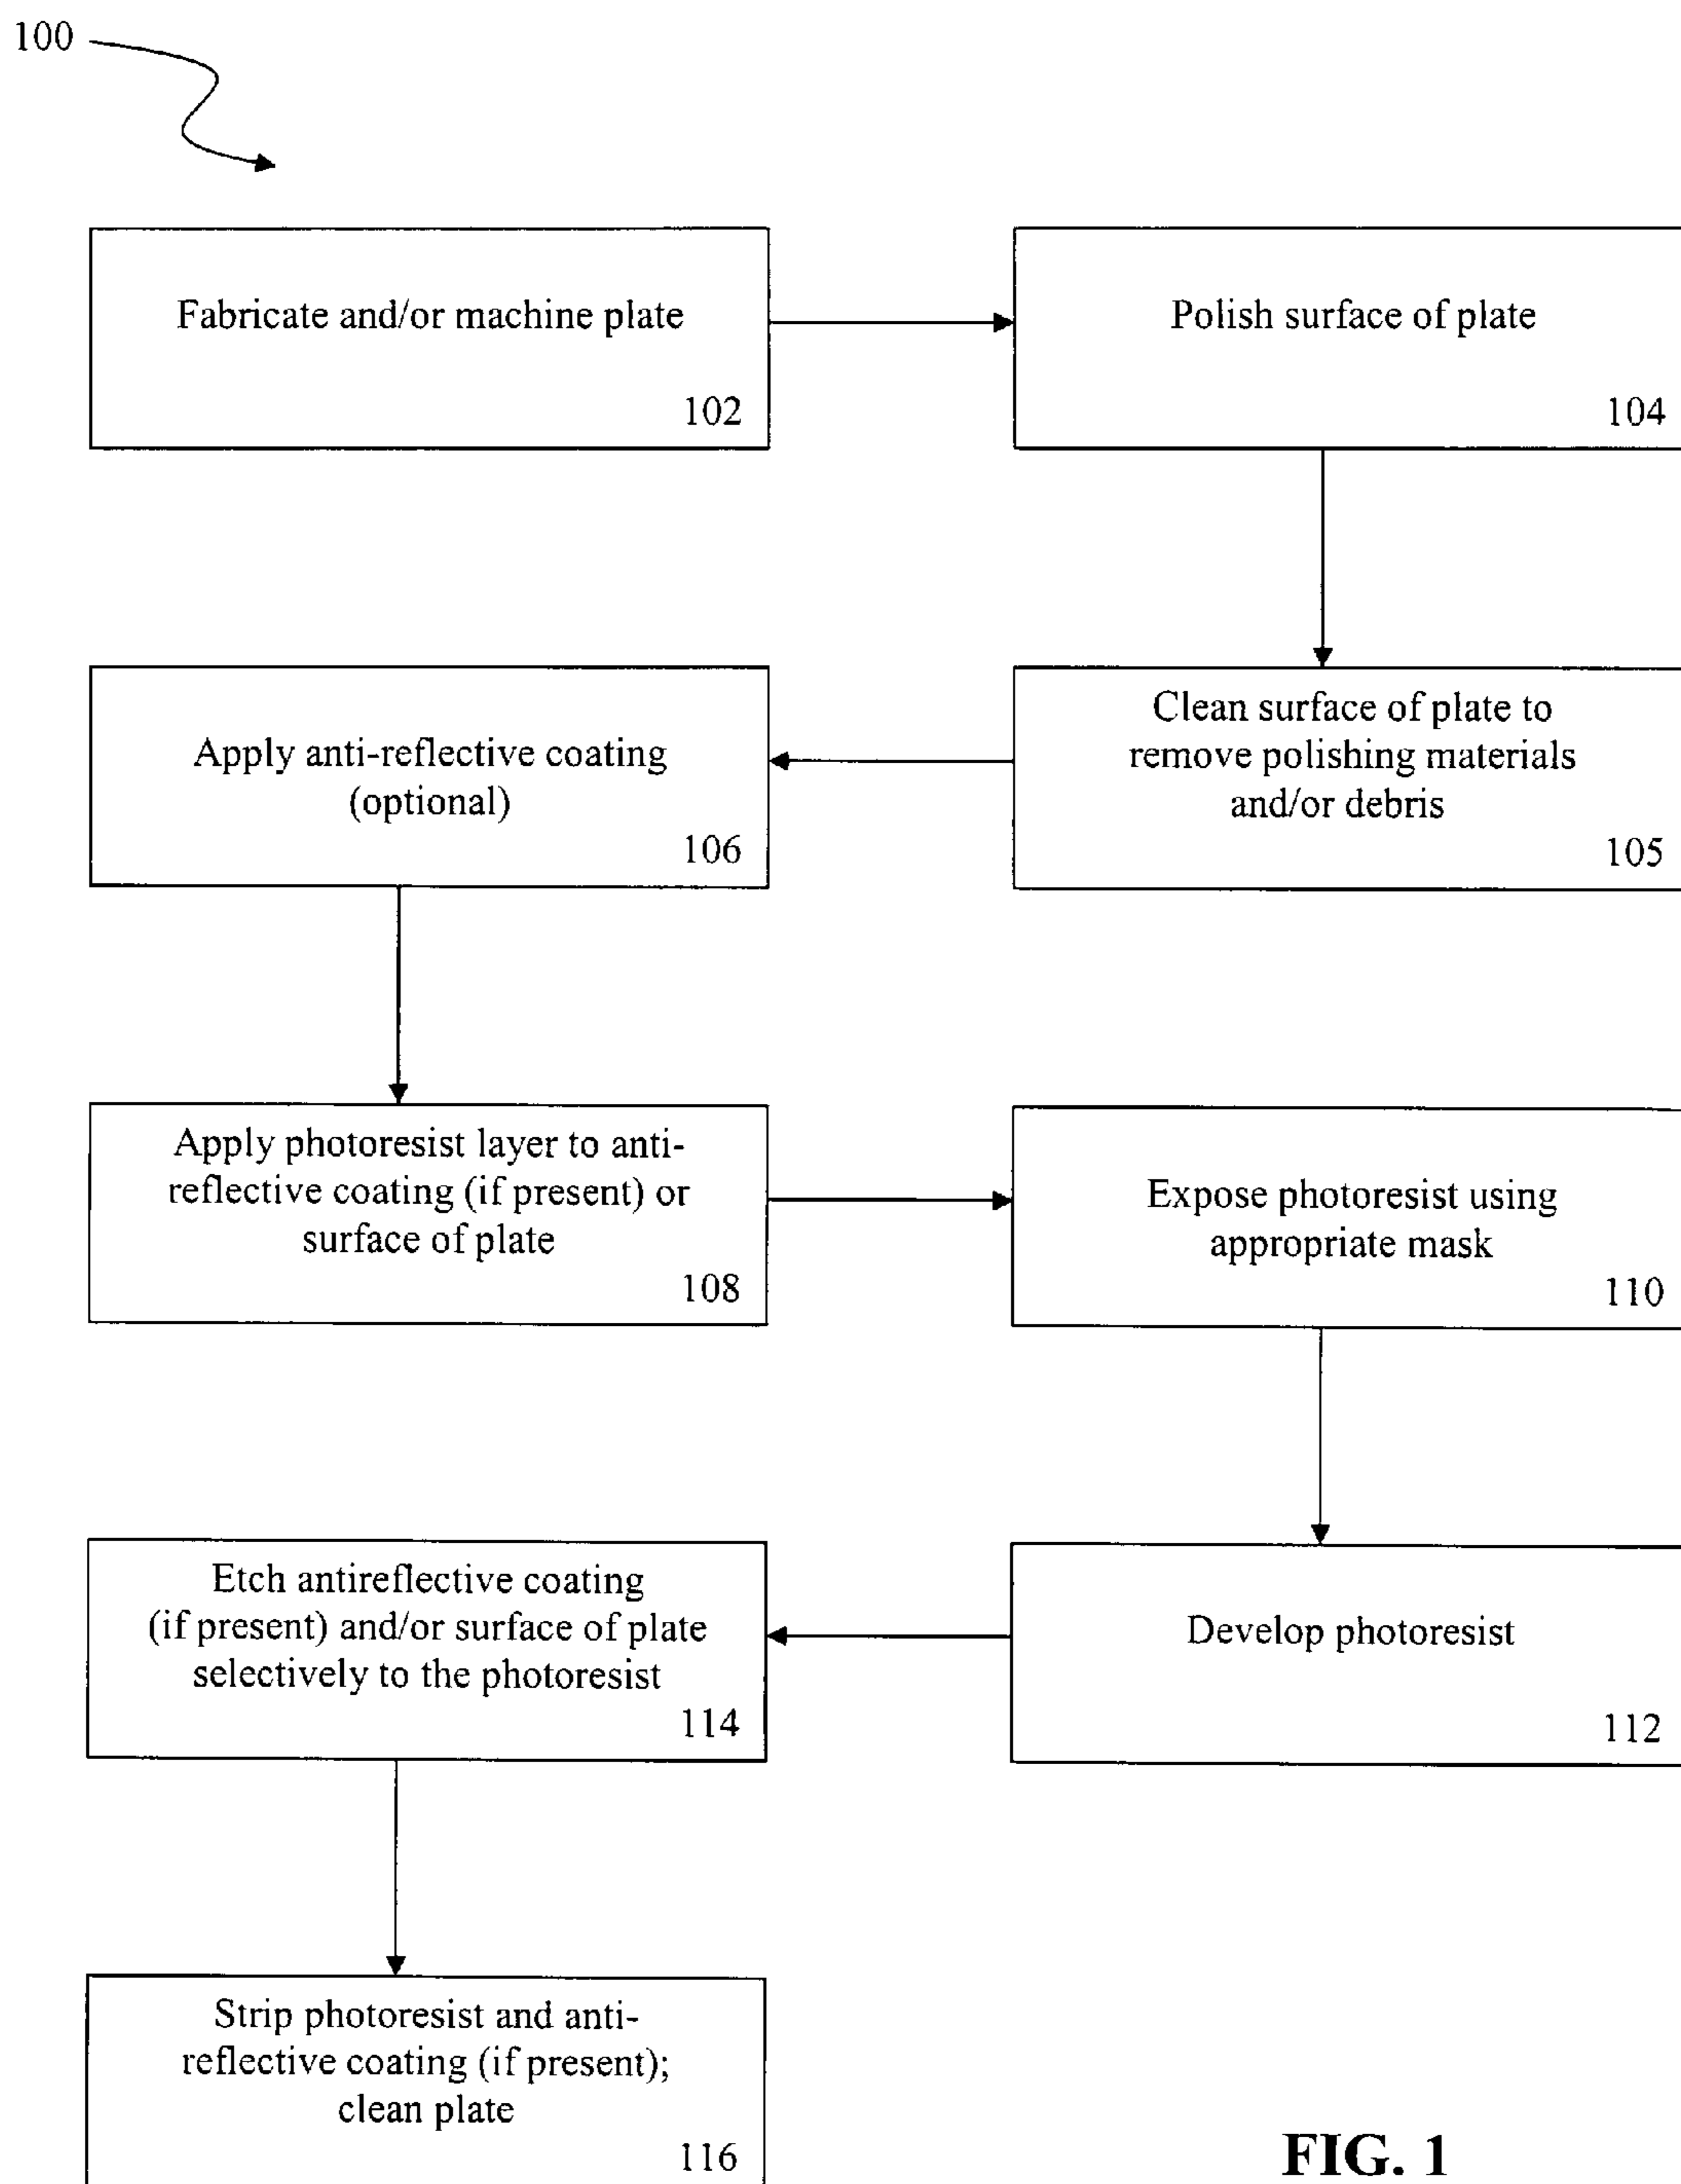 100
Fabricate and/or machine plate
102
Polish surface of plate
104
Clean surface of plate to
remove polishing materials
and/or debris
105
Apply anti-reflective coating
(optional)
106
Apply photoresist layer to anti-
reflective coating (if present) or
surface of plate
108
Expose photoresist using
appropriate mask
110
Develop photoresist
112
Etch antireflective coating
(if present) and/or surface of plate
selectively to the photoresist
114
Strip photoresist and anti-
reflective coating (if present);
clean plate
116
FIG. 1